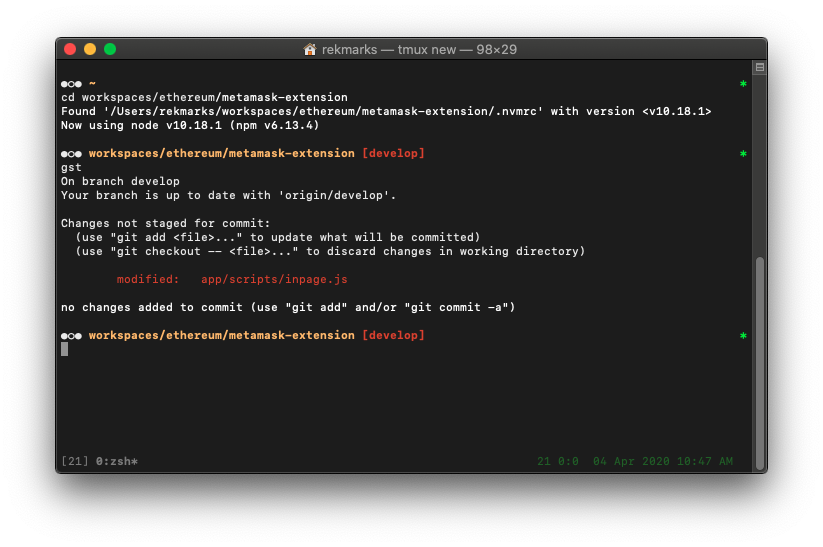 rekmarks — tmux new — 98×29
●○● ~ *
cd workspaces/ethereum/metamask-extension
Found '/Users/rekmarks/workspaces/ethereum/metamask-extension/.nvmrc' with version <v10.18.1>
Now using node v10.18.1 (npm v6.13.4)
●○● workspaces/ethereum/metamask-extension [develop] *
gst
On branch develop
Your branch is up to date with 'origin/develop'.
Changes not staged for commit:
  (use "git add <file>..." to update what will be committed)
  (use "git checkout -- <file>..." to discard changes in working directory)
        modified:   app/scripts/inpage.js
no changes added to commit (use "git add" and/or "git commit -a")
●○● workspaces/ethereum/metamask-extension [develop] *
[21] 0:zsh* 21 0:0  04 Apr 2020 10:47 AM